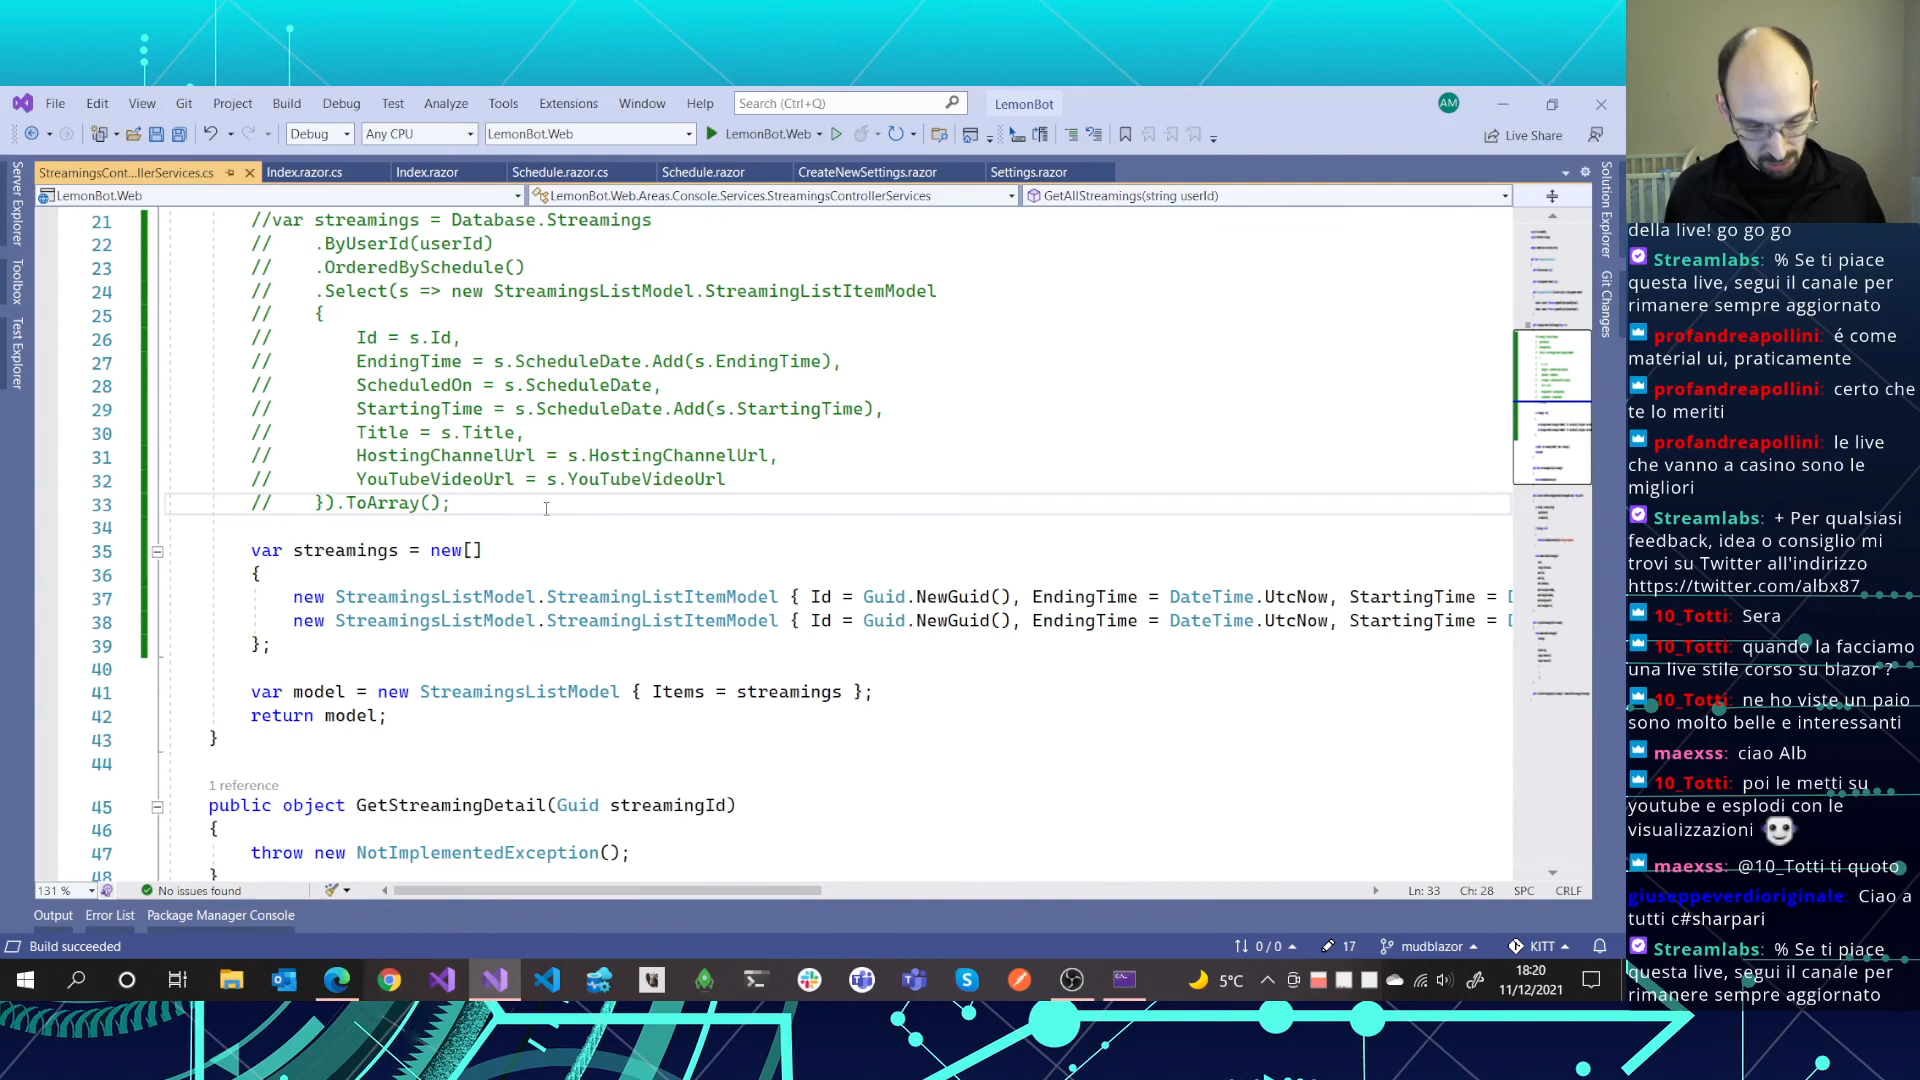 File Edit View Git Project Build Debug Test Analyze Tools Extensions Window Help Search (Ctrl+Q) LemonBot AM
Debug Any CPU LemonBot.Web LemonBot.Web Live Share
StreamingsCont...llerServices.cs Index.razor.cs Index.razor Schedule.razor.cs Schedule.razor CreateNewSettings.razor Settings.razor
LemonBot.Web LemonBot.Web.Areas.Console.Services.StreamingsControllerServices GetAllStreamings(string userId)
Server Explorer
Toolbox
Test Explorer
21 //var streamings = Database.Streamings
22 // .ByUserId(userId)
23 // .OrderedBySchedule()
24 // .Select(s => new StreamingsListModel.StreamingListItemModel
25 // {
26 // Id = s.Id,
27 // EndingTime = s.ScheduleDate.Add(s.EndingTime),
28 // ScheduledOn = s.ScheduleDate,
29 // StartingTime = s.ScheduleDate.Add(s.StartingTime),
30 // Title = s.Title,
31 // HostingChannelUrl = s.HostingChannelUrl,
32 // YouTubeVideoUrl = s.YouTubeVideoUrl
33 // }).ToArray();
34
35 var streamings = new[]
36 {
37 new StreamingsListModel.StreamingListItemModel { Id = Guid.NewGuid(), EndingTime = DateTime.UtcNow, StartingTime = D
38 new StreamingsListModel.StreamingListItemModel { Id = Guid.NewGuid(), EndingTime = DateTime.UtcNow, StartingTime = D
39 };
40
41 var model = new StreamingsListModel { Items = streamings };
42 return model;
43 }
44
1 reference
45 public object GetStreamingDetail(Guid streamingId)
46 {
47 throw new NotImplementedException();
48 }
Solution Explorer
Git Changes
131 % No issues found Ln: 33 Ch: 28 SPC CRLF
Output Error List Package Manager Console
Build succeeded 0 / 0 17 mudblazor KITT
5°C 18:20
11/12/2021
della live! go go go
Streamlabs: % Se ti piace
questa live, segui il canale per
rimanere sempre aggiornato
profandreapollini: é come
material ui, praticamente
profandreapollini: certo che
te lo meriti
profandreapollini: le live
che vanno a casino sono le
migliori
Streamlabs: + Per qualsiasi
feedback, idea o consiglio mi
trovi su Twitter all'indirizzo
https://twitter.com/albx87
10_Totti: Sera
10_Totti: quando la facciamo
una live stile corso su blazor ?
10_Totti: ne ho viste un paio
sono molto belle e interessanti
maexss: ciao Alb
10_Totti: poi le metti su
youtube e esplodi con le
visualizzazioni
maexss: @10_Totti ti quoto
giuseppeverdioriginale: Ciao a
tutti c#sharpari
Streamlabs: % Se ti piace
questa live, segui il canale per
rimanere sempre aggiornato